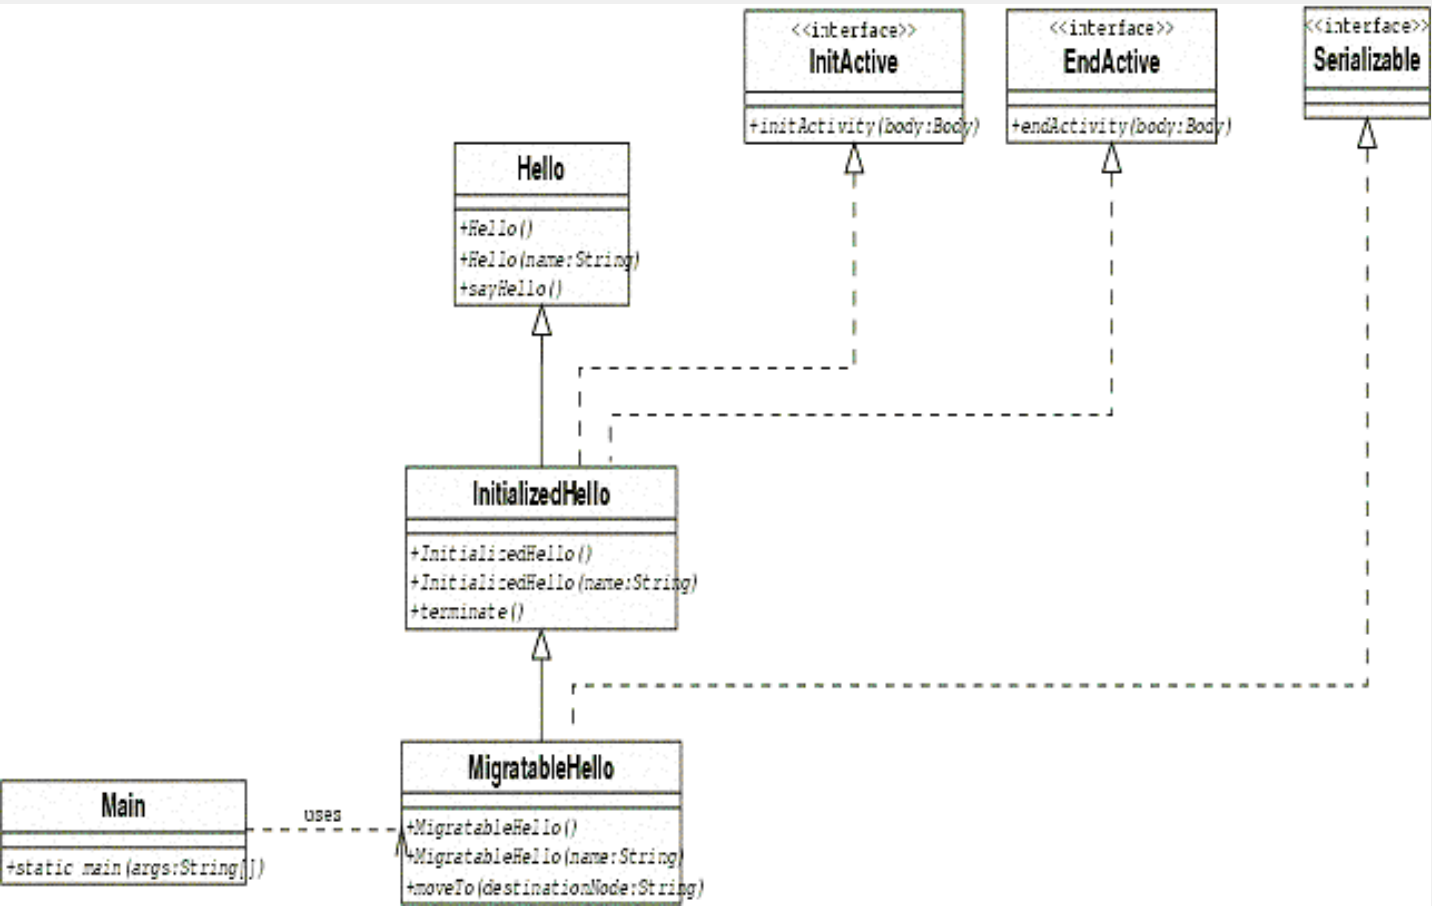 <<interface>>
InitActive
+initActivity(body:Body)
<<interface>>
EndActive
+endActivity(body:Body)
<<interface>>
Serializable
Hello
+Hello()
+Hello(name:String)
+sayHello()
InitializedHello
+InitializedHello()
+InitializedHello(name:String)
+terminate()
MigratableHello
+MigratableHello()
+MigratableHello(name:String)
+moveTo(destinationNode:String)
Main
+static main(args:String[])
uses